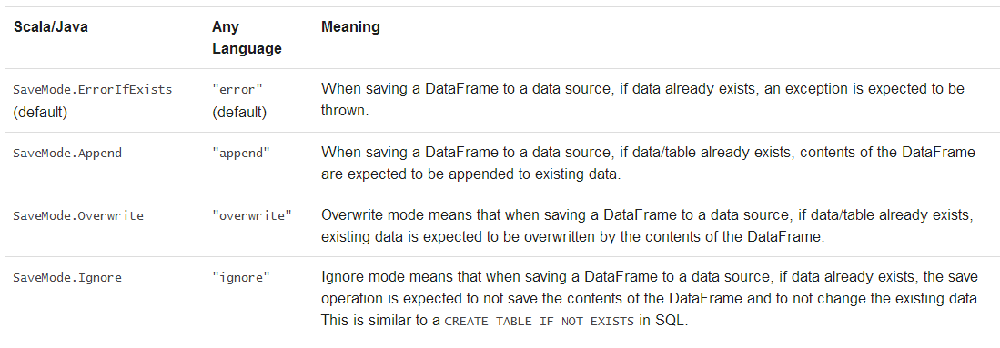 Scala/Java
Any
Language
Meaning
SaveMode.ErrorIfExists
(default)
"error"
(default)
When saving a DataFrame to a data source, if data already exists, an exception is expected to be
thrown.
SaveMode.Append
"append"
When saving a DataFrame to a data source, if data/table already exists, contents of the DataFrame
are expected to be appended to existing data.
SaveMode.Overwrite
"overwrite"
Overwrite mode means that when saving a DataFrame to a data source, if data/table already exists,
existing data is expected to be overwritten by the contents of the DataFrame.
SaveMode.Ignore
"ignore"
Ignore mode means that when saving a DataFrame to a data source, if data already exists, the save
operation is expected to not save the contents of the DataFrame and to not change the existing data.
This is similar to a CREATE TABLE IF NOT EXISTS in SQL.